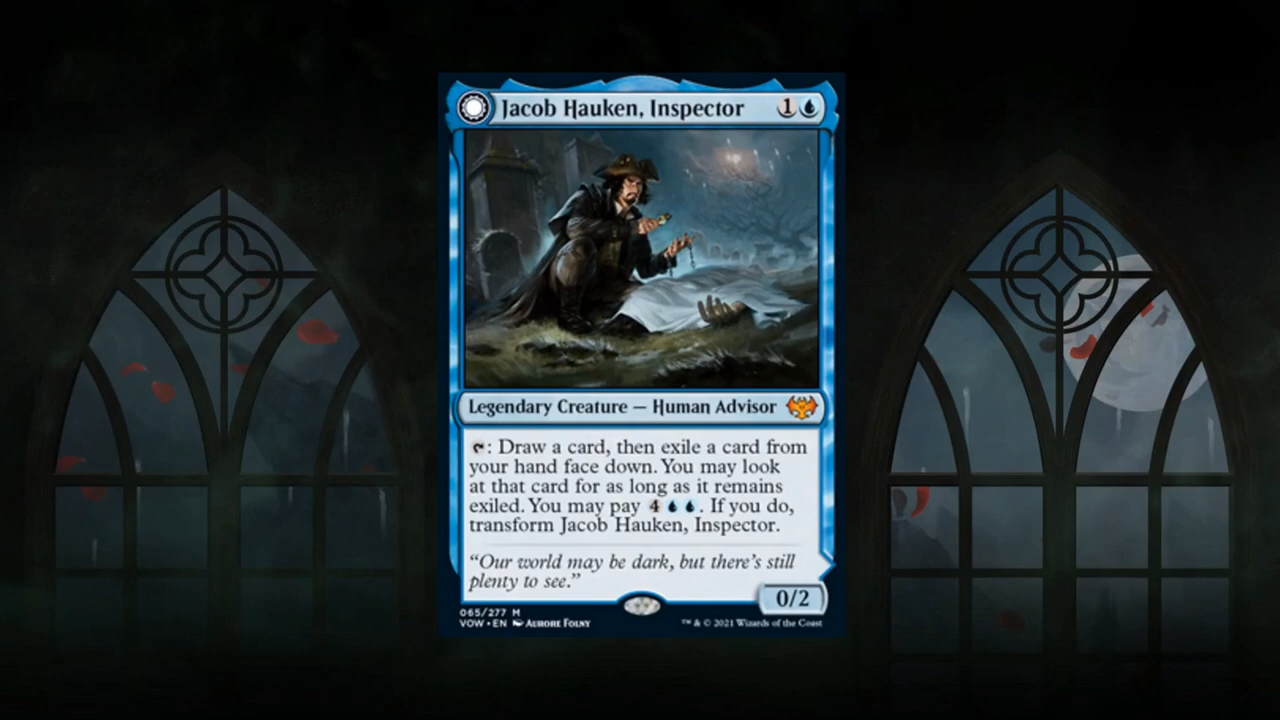 Jacob Hauken, Inspector 1
Legendary Creature — Human Advisor
: Draw a card, then exile a card from
your hand face down. You may look
at that card for as long as it remains
exiled. You may pay 4 . If you do,
transform Jacob Hauken, Inspector.
“Our world may be dark, but there’s still
plenty to see.”
0/2
065/277 M
VOW • EN Aurore Folny
™ & © 2021 Wizards of the Coast